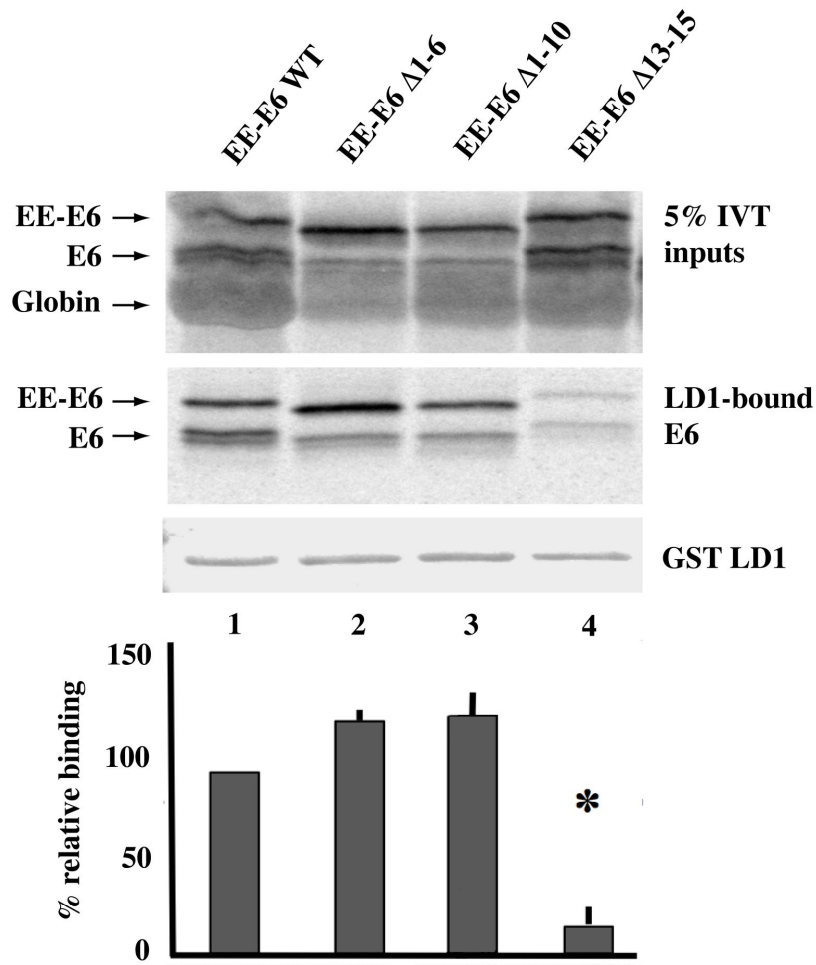 EE-E6 WT
EE-E6 Δ1-6
EE-E6 Δ1-10
EE-E6 Δ13-15
EE-E6
E6
Globin
5% IVT
inputs
EE-E6
E6
LD1-bound
E6
GST LD1
1 2 3 4
150
100
50
0
% relative binding
*